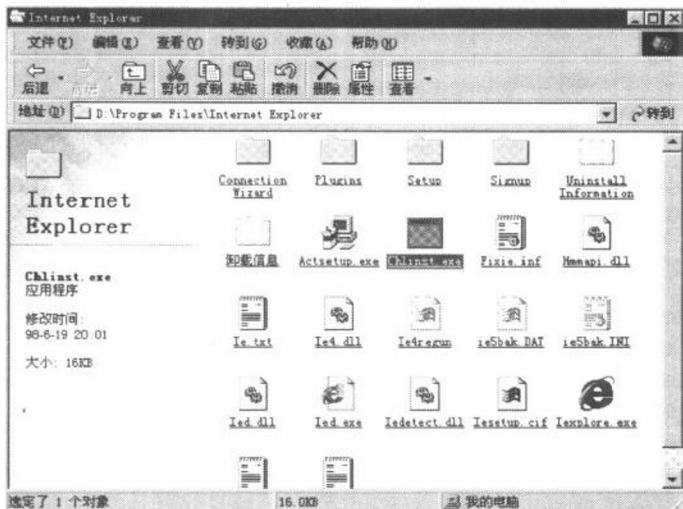 Internet Explorer
文件(F) 编辑(E) 查看(V) 转到(G) 收藏(A) 帮助(H)
后退 向上 剪切 复制 粘贴 撤消 删除 属性 查看
地址(D) D:\Program Files\Internet Explorer 转到
Internet
Explorer
Chlinst.exe
应用程序
修改时间:
98-6-19 20:01
大小: 16KB
Connection
Wizard
Plugins
Setup
Signup
Uninstall
Information
卸载信息
Actsetup.exe
Chlinst.exe
Fixie.inf
Hmmapi.dll
Ie.txt
Ie4.dll
Ie4regun
ie5bak.DAT
ie5bak.INI
Ied.dll
Ied.exe
Iedetect.dll
Iesetup.cif
Iexplore.exe
选定了 1 个对象 16.0KB 我的电脑